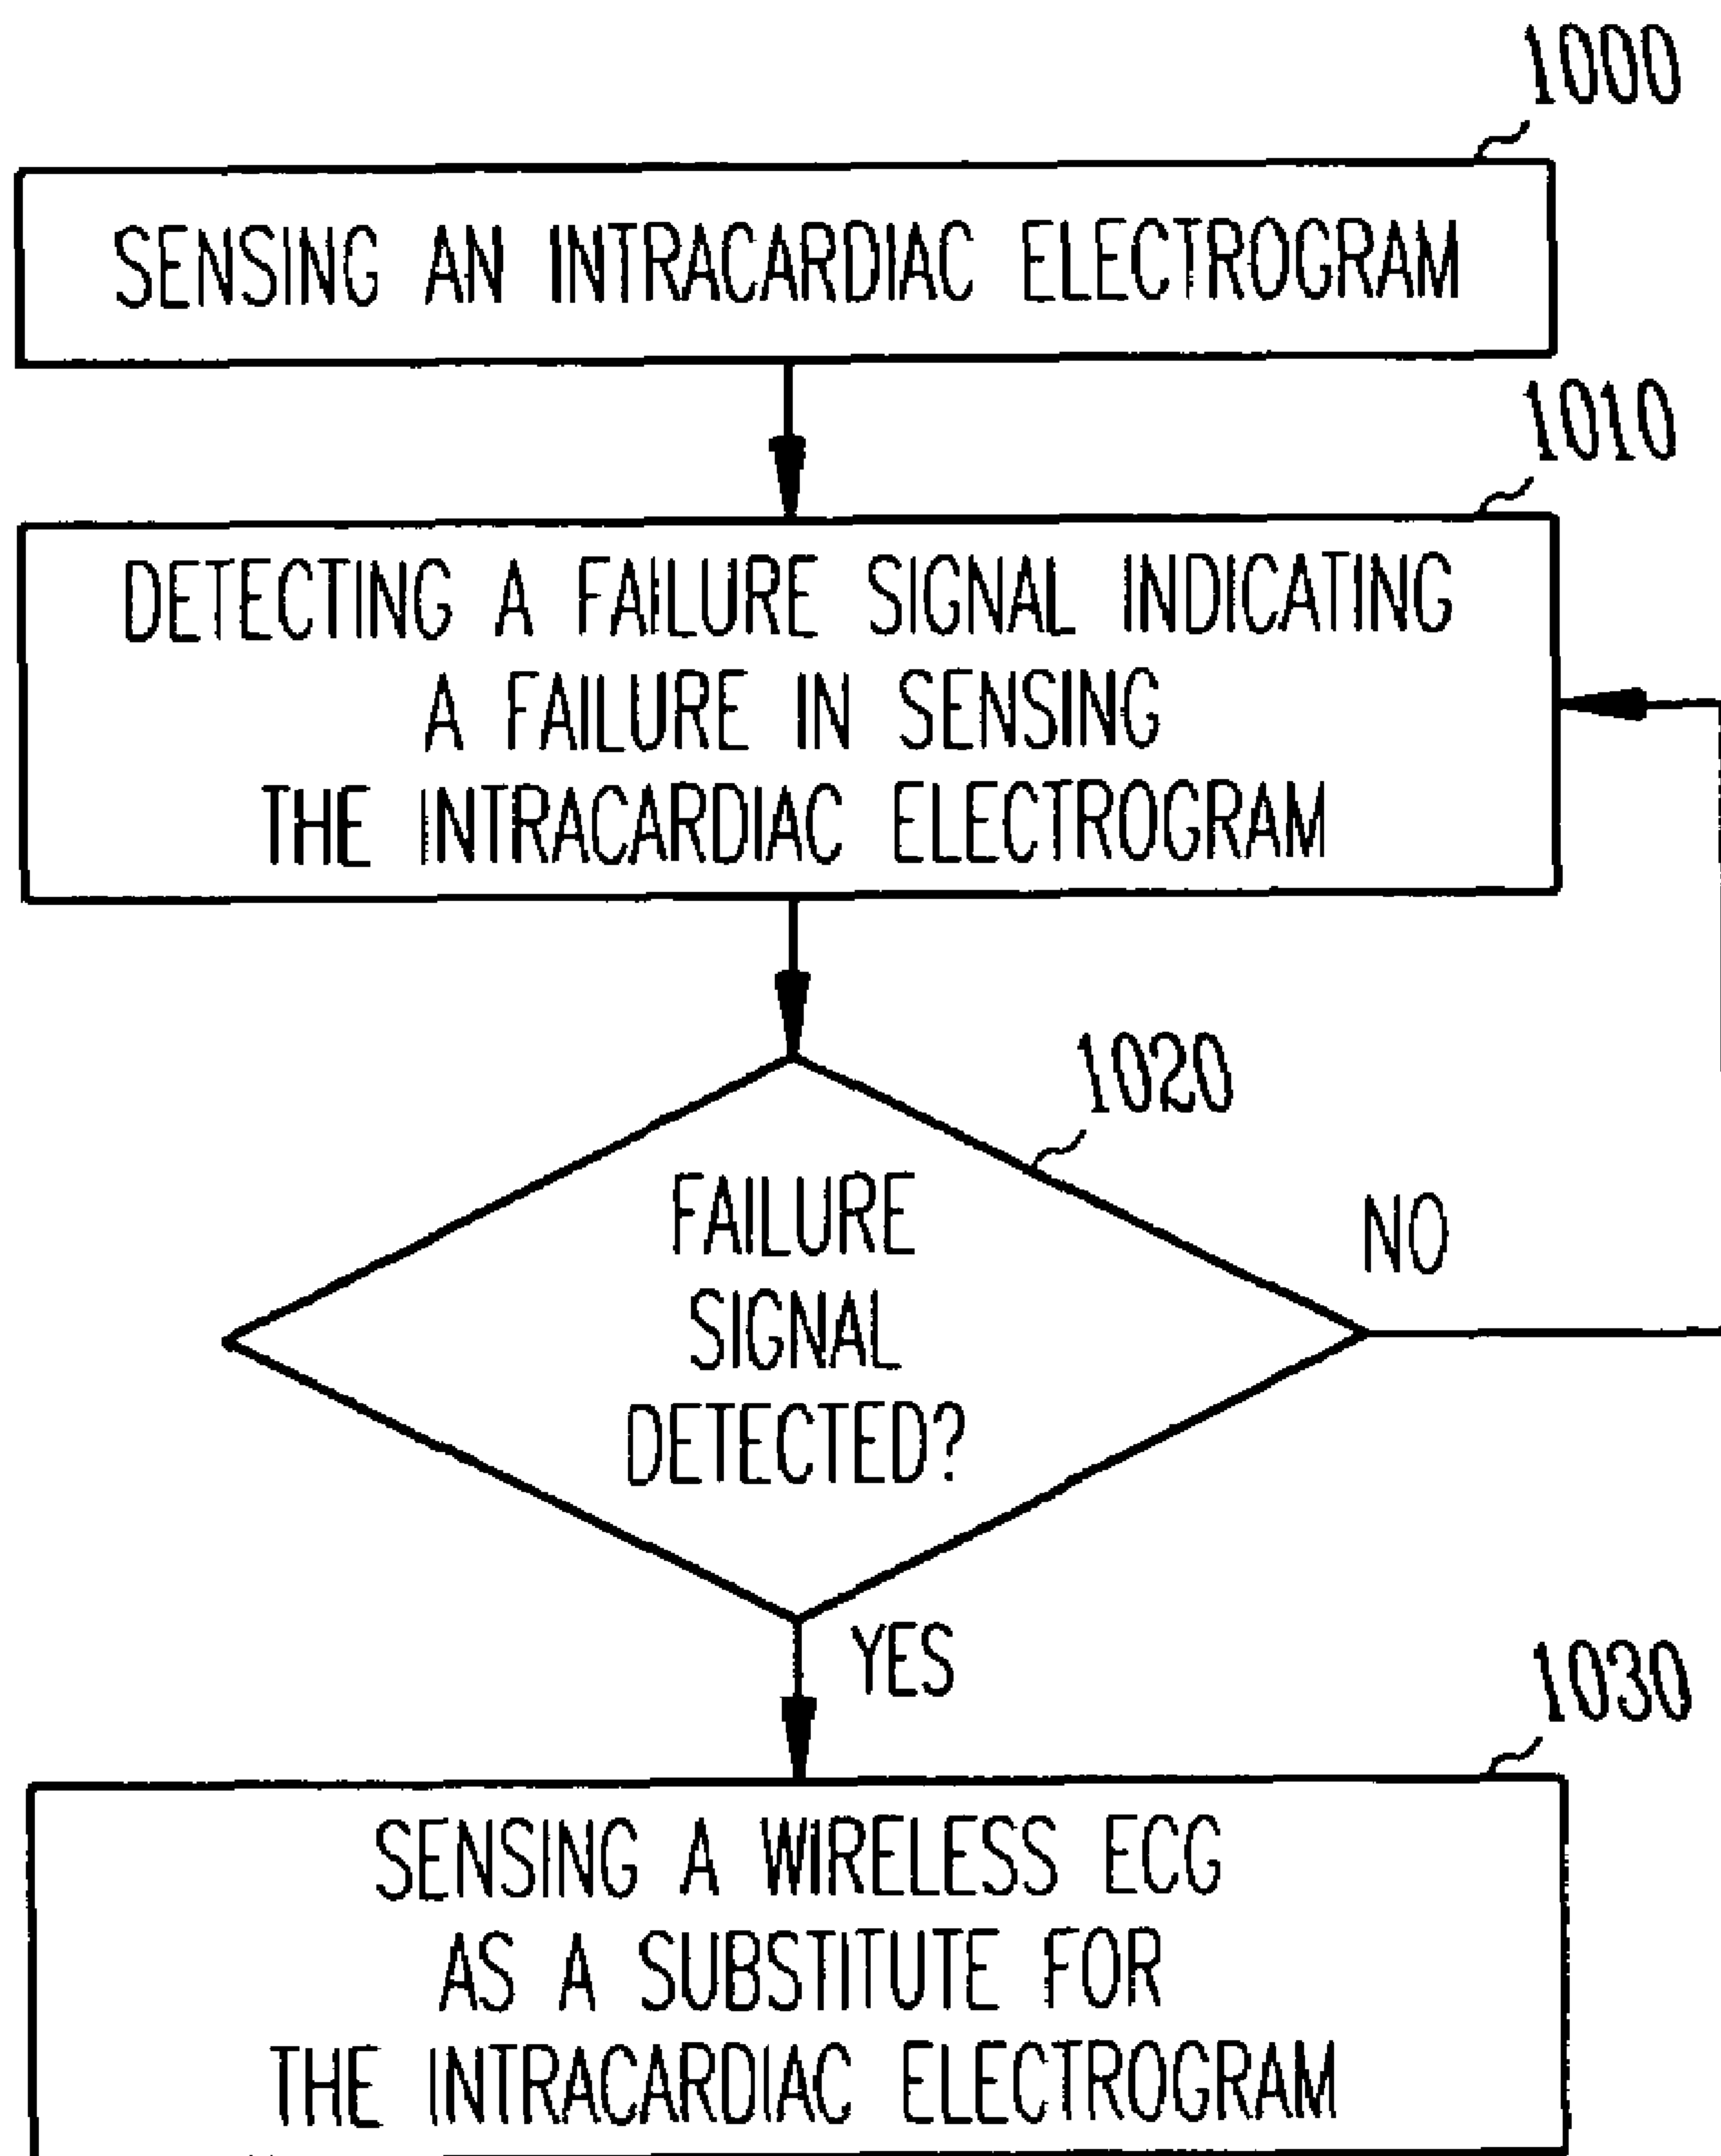 1000
SENSING AN INTRACARDIAC ELECTROGRAM
1010
DETECTING A FAILURE SIGNAL INDICATING
A FAILURE IN SENSING
THE INTRACARDIAC ELECTROGRAM
1020
FAILURE
SIGNAL
DETECTED?
NO
YES
1030
SENSING A WIRELESS ECG
AS A SUBSTITUTE FOR
THE INTRACARDIAC ELECTROGRAM